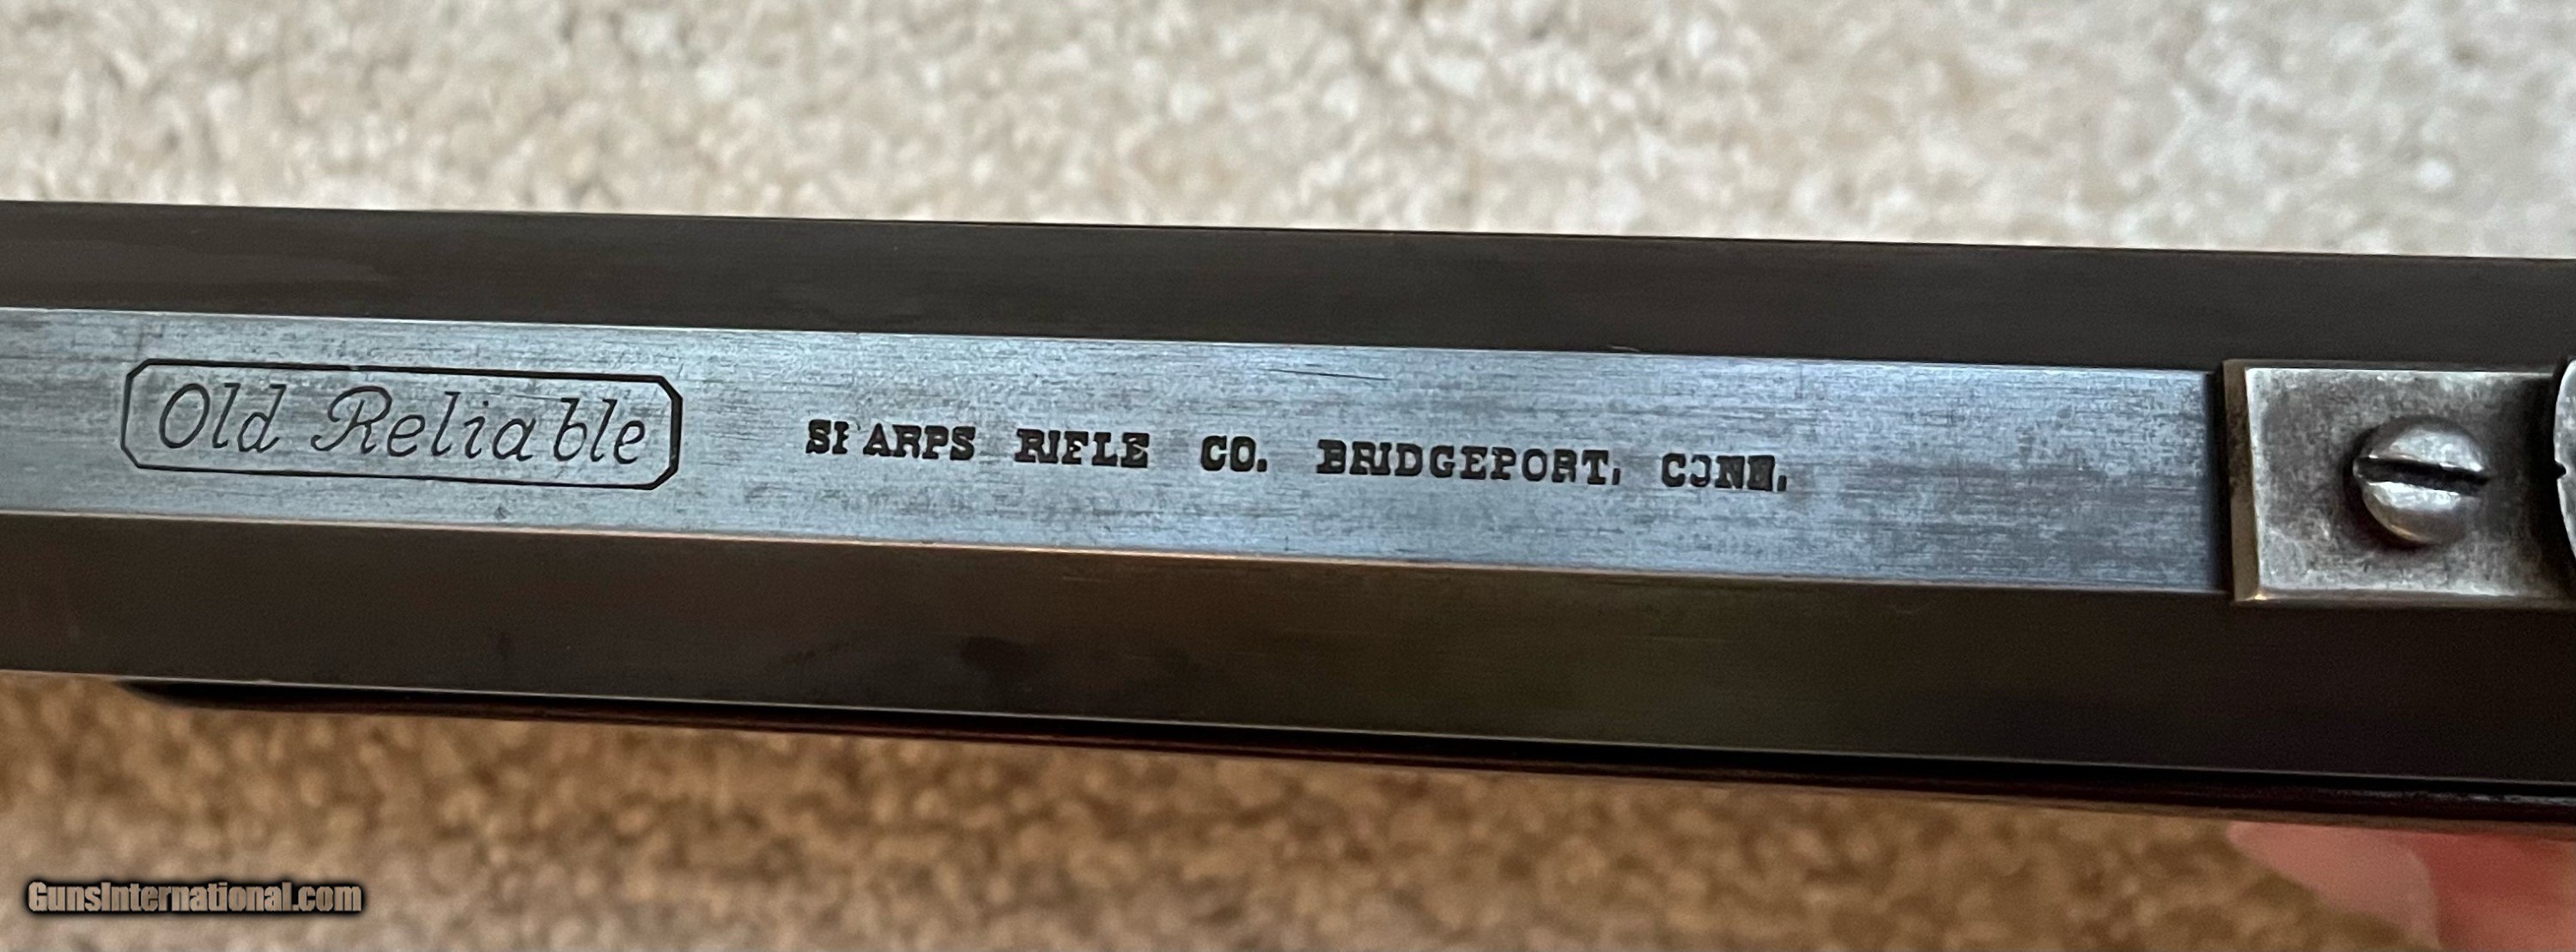 Old Reliable
SHARPS RIFLE CO. BRIDGEPORT, CONN.
GunsInternational.com